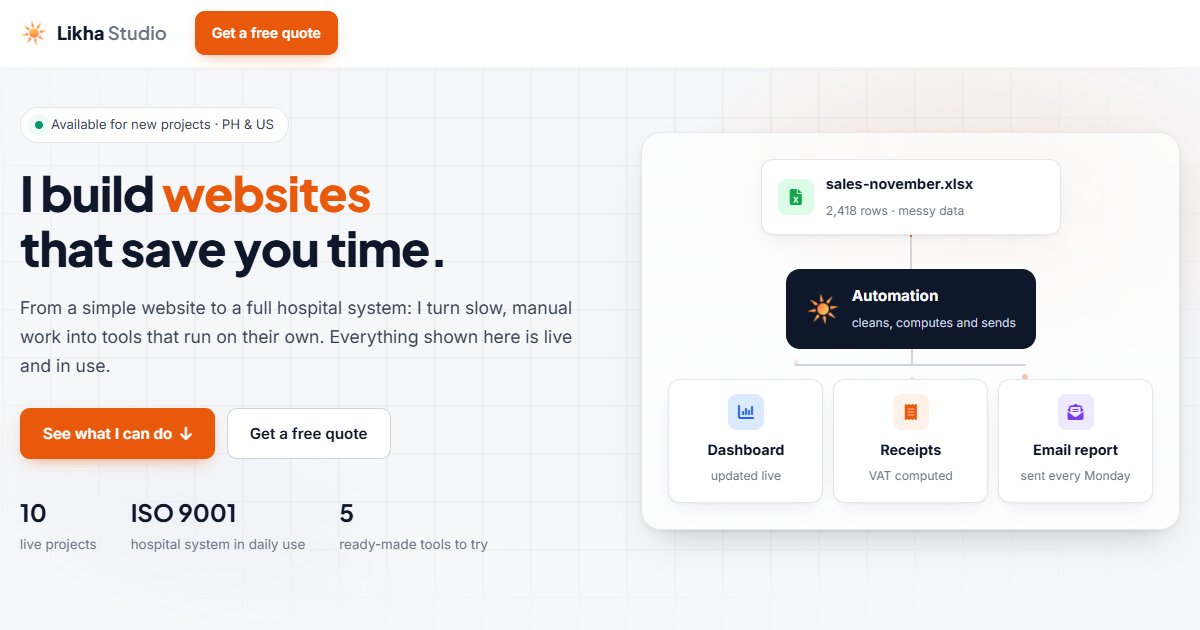 Likha Studio
Get a free quote
Available for new projects · PH & US
I build websites
that save you time.
From a simple website to a full hospital system: I turn slow, manual
work into tools that run on their own. Everything shown here is live
and in use.
See what I can do ↓
Get a free quote
10
live projects
ISO 9001
hospital system in daily use
5
ready-made tools to try
sales-november.xlsx
2,418 rows · messy data
Automation
cleans, computes and sends
Dashboard
updated live
Receipts
VAT computed
Email report
sent every Monday